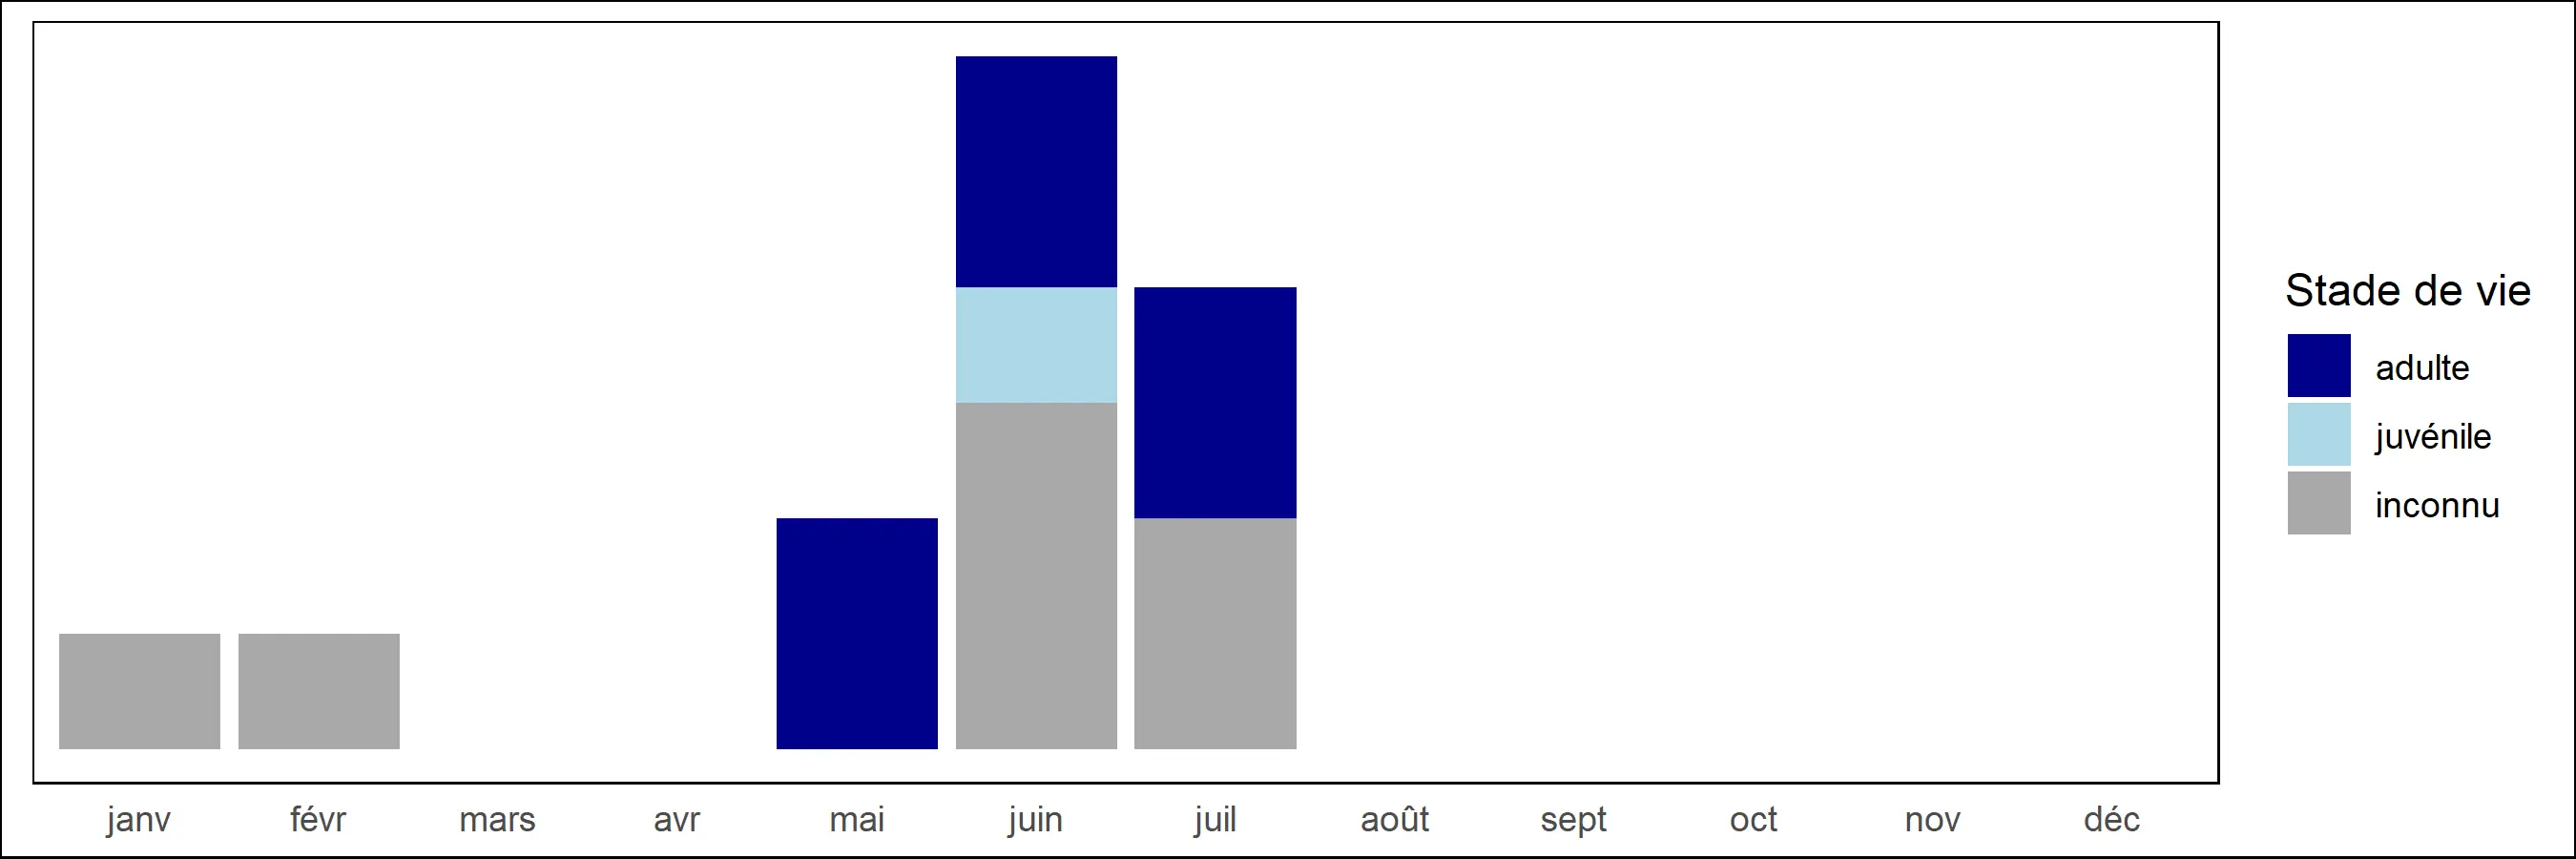 Stade de vie
adulte
juvénile
inconnu
janv févr mars avr mai juin juil août sept oct nov déc